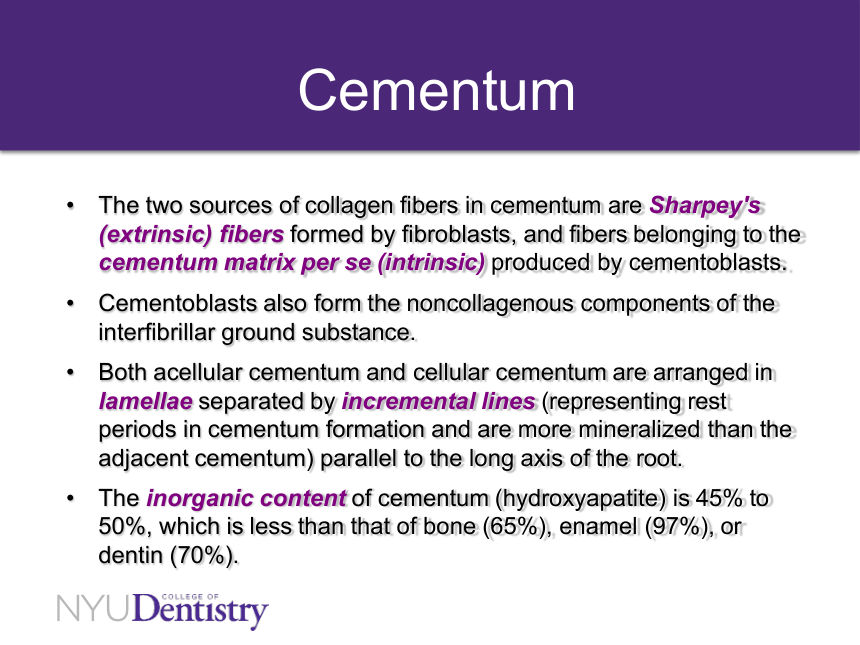 Cementum
• The two sources of collagen fibers in cementum are Sharpey's
(extrinsic) fibers formed by fibroblasts, and fibers belonging to the
cementum matrix per se (intrinsic) produced by cementoblasts.
• Cementoblasts also form the noncollagenous components of the
interfibrillar ground substance.
• Both acellular cementum and cellular cementum are arranged in
lamellae separated by incremental lines (representing rest
periods in cementum formation and are more mineralized than the
adjacent cementum) parallel to the long axis of the root.
• The inorganic content of cementum (hydroxyapatite) is 45% to
50%, which is less than that of bone (65%), enamel (97%), or
dentin (70%).
COLLEGE OF
NYU Dentistry